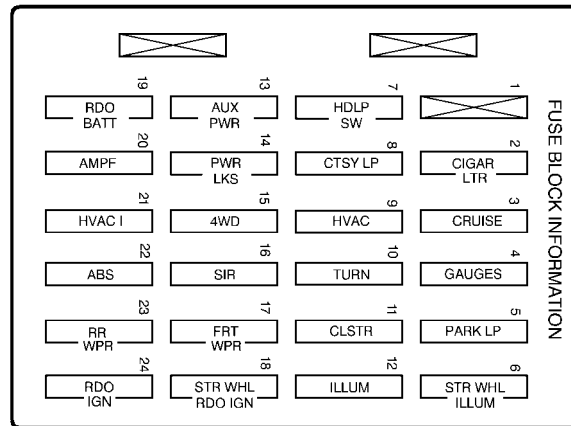 19
13
7
1
RDO
BATT
AUX
PWR
HDLP
SW
20
14
8
2
AMPF
PWR
LKS
CTSY LP
CIGAR
LTR
21
15
9
3
HVAC I
4WD
HVAC
CRUISE
22
16
10
4
ABS
SIR
TURN
GAUGES
23
17
11
5
RR
WPR
FRT
WPR
CLSTR
PARK LP
24
18
12
6
RDO
IGN
STR WHL
RDO IGN
ILLUM
STR WHL
ILLUM
FUSE BLOCK INFORMATION